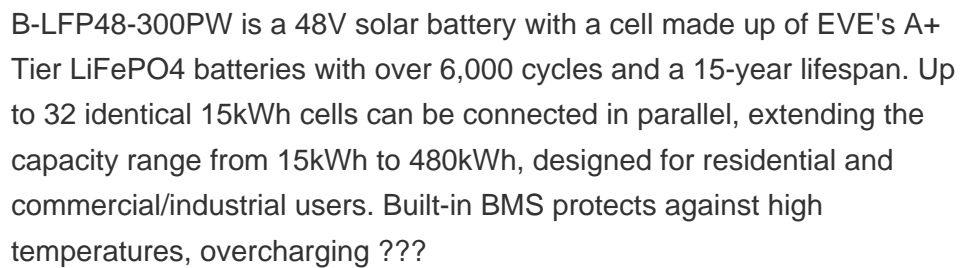 B-LFP48-300PW is a 48V solar battery with a cell made up of EVE's A+
Tier LiFePO4 batteries with over 6,000 cycles and a 15-year lifespan. Up
to 32 identical 15kWh cells can be connected in parallel, extending the
capacity range from 15kWh to 480kWh, designed for residential and
commercial/industrial users. Built-in BMS protects against high
temperatures, overcharging ???